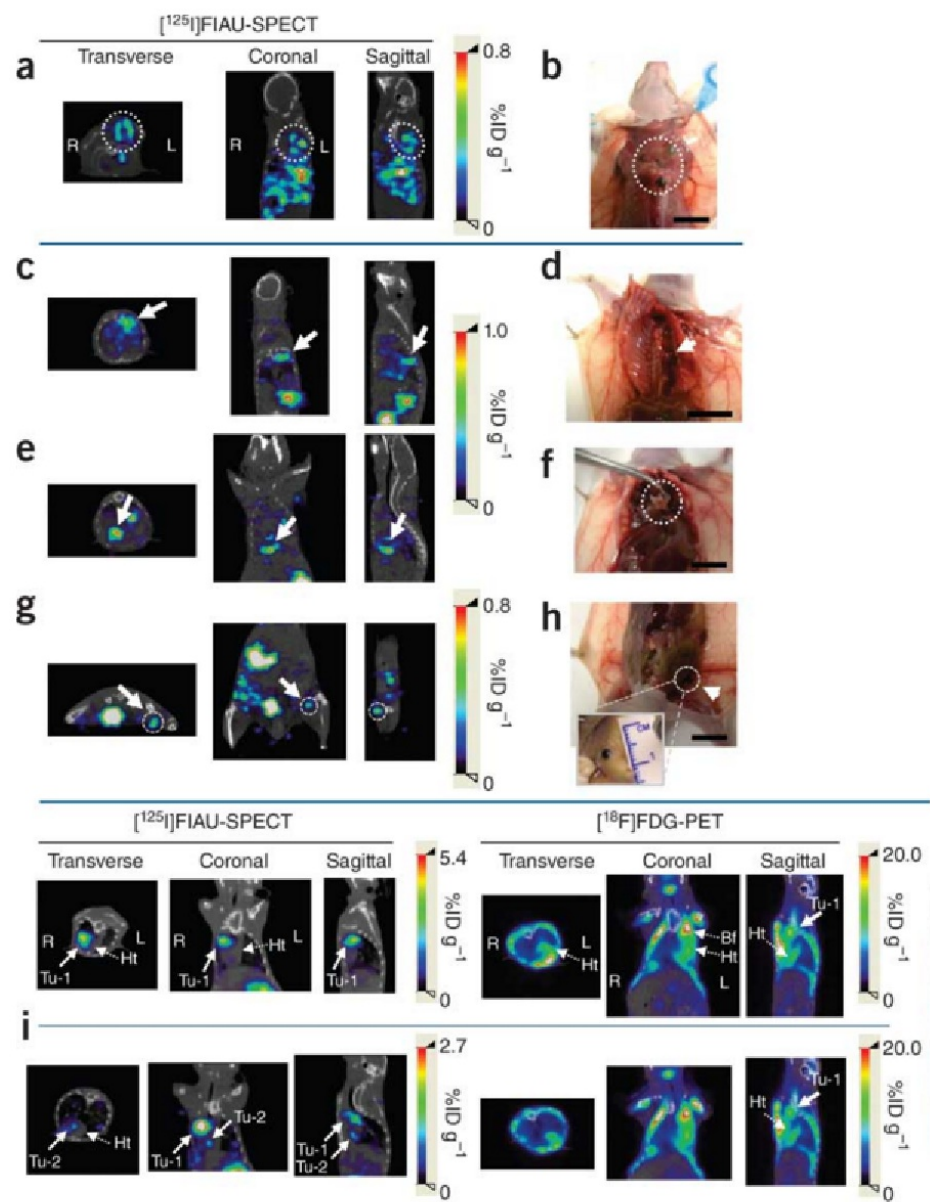 [125I]FIAU-SPECT
Transverse Coronal Sagittal
a
R L
R L
0.8
%ID g−1
0
b
c
d
1.0
%ID g−1
0
e
f
g
0.8
%ID g−1
0
h
[125I]FIAU-SPECT
Transverse Coronal Sagittal
5.4
%ID g−1
0
R L
Tu-1 Ht
R L
Tu-1 Ht
Tu-1
[18F]FDG-PET
Transverse Coronal Sagittal
20.0
%ID g−1
0
R L
Ht
Bf
Ht
R L
Tu-1
Ht
i
2.7
%ID g−1
0
Tu-2 Ht
Tu-2
Tu-1 Ht
Tu-1
Tu-2
20.0
%ID g−1
0
Tu-1
Ht